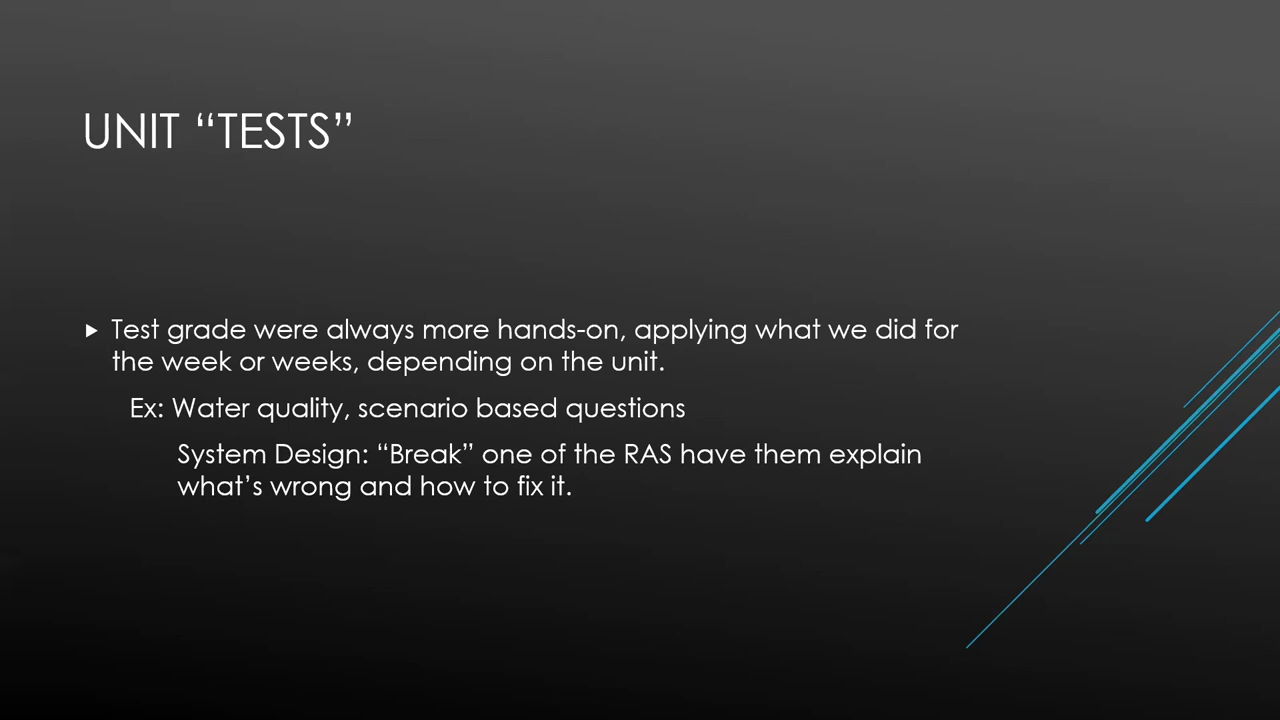 UNIT “TESTS”
Test grade were always more hands-on, applying what we did for
the week or weeks, depending on the unit.
Ex: Water quality, scenario based questions
System Design: “Break” one of the RAS have them explain
what’s wrong and how to fix it.